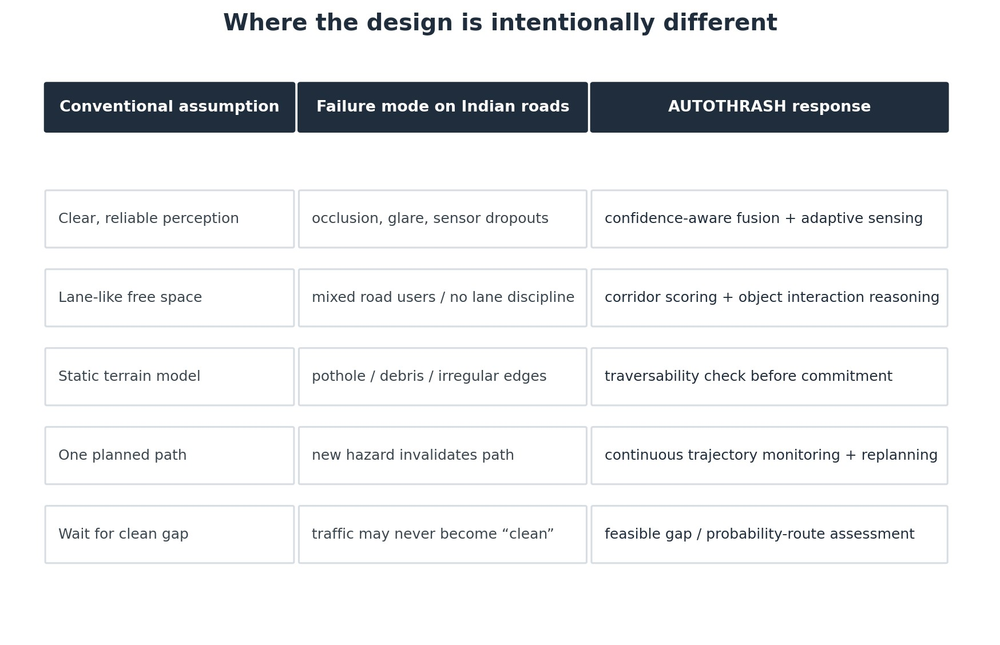 Where the design is intentionally different
Conventional assumption
Failure mode on Indian roads
AUTOTHRASH response
Clear, reliable perception
occlusion, glare, sensor dropouts
confidence-aware fusion + adaptive sensing
Lane-like free space
mixed road users / no lane discipline
corridor scoring + object interaction reasoning
Static terrain model
pothole / debris / irregular edges
traversability check before commitment
One planned path
new hazard invalidates path
continuous trajectory monitoring + replanning
Wait for clean gap
traffic may never become “clean”
feasible gap / probability-route assessment